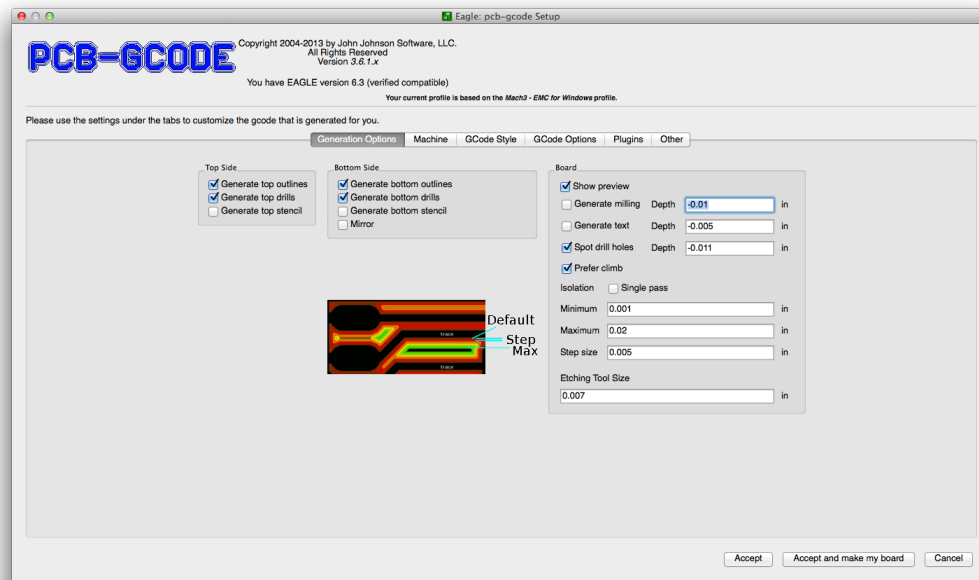 Eagle: pcb-gcode Setup
PCB-GCODE
Copyright 2004-2013 by John Johnson Software, LLC.
All Rights Reserved
Version 3.6.1.x
You have EAGLE version 6.3 (verified compatible)
Your current profile is based on the Mach3 - EMC for Windows profile.
Please use the settings under the tabs to customize the gcode that is generated for you.
Generation Options Machine GCode Style GCode Options Plugins Other
Top Side
Generate top outlines
Generate top drills
Generate top stencil
Bottom Side
Generate bottom outlines
Generate bottom drills
Generate bottom stencil
Mirror
Default
trace
Step
Max
trace
Board
Show preview
Generate milling Depth -0.01 in
Generate text Depth -0.005 in
Spot drill holes Depth -0.011 in
Prefer climb
Isolation Single pass
Minimum 0.001 in
Maximum 0.02 in
Step size 0.005 in
Etching Tool Size
0.007 in
Accept Accept and make my board Cancel